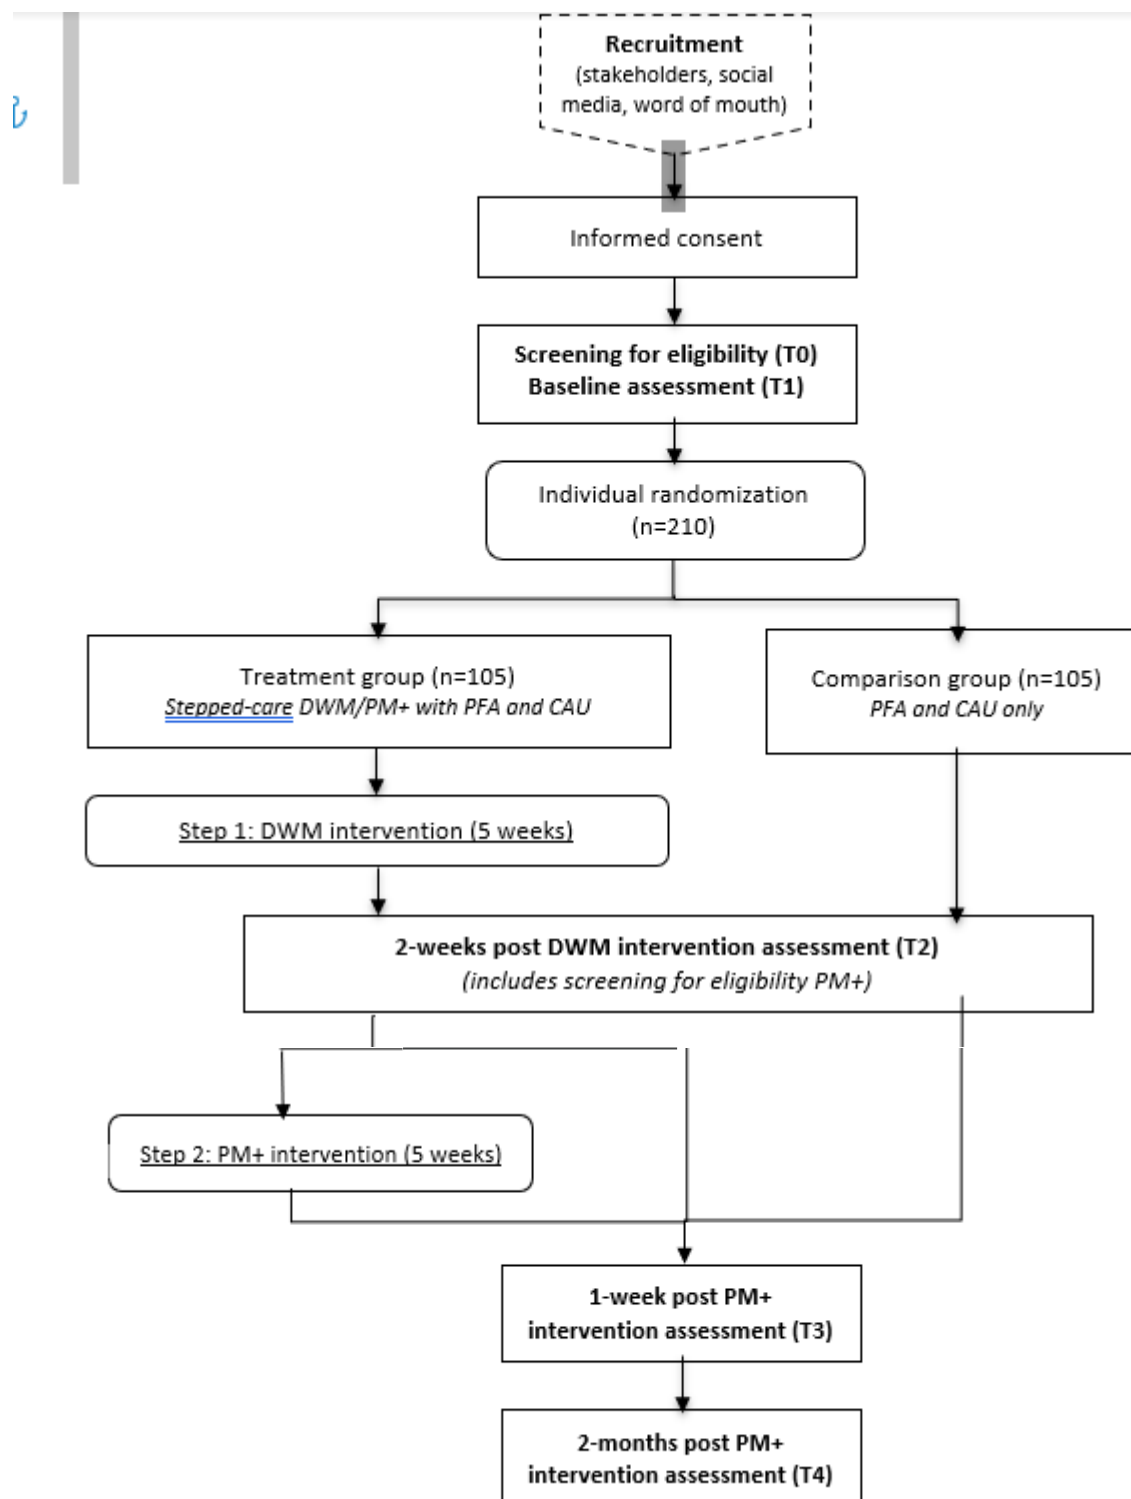 Recruitment
(stakeholders, social
media, word of mouth)
Informed consent
Screening for eligibility (T0)
Baseline assessment (T1)
Individual randomization
(n=210)
Treatment group (n=105)
Stepped-care DWM/PM+ with PFA and CAU
Comparison group (n=105)
PFA and CAU only
Step 1: DWM intervention (5 weeks)
2-weeks post DWM intervention assessment (T2)
(includes screening for eligibility PM+)
Step 2: PM+ intervention (5 weeks)
1-week post PM+
intervention assessment (T3)
2-months post PM+
intervention assessment (T4)